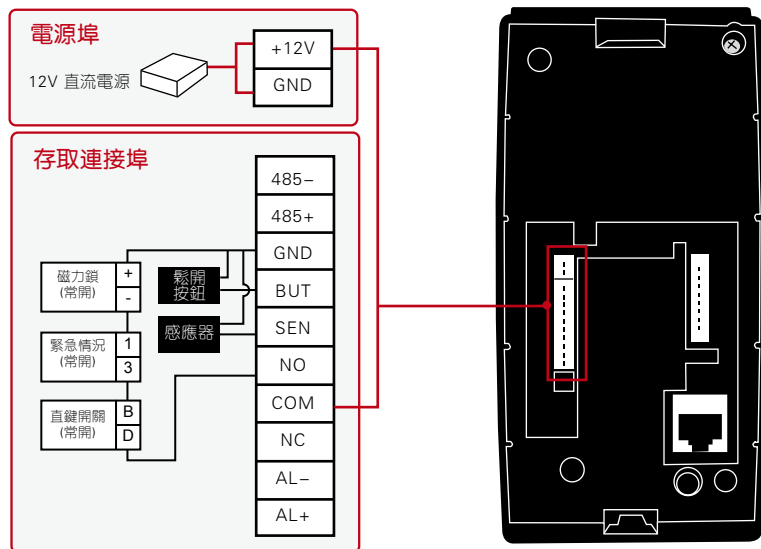 電源埠
12V 直流電源
+12V
GND
存取連接埠
485–
485+
GND
BUT
SEN
NO
COM
NC
AL–
AL+
磁力鎖
(常開)
+
-
鬆開
按鈕
感應器
緊急情況
(常開)
1
3
直鍵開關
(常開)
B
D